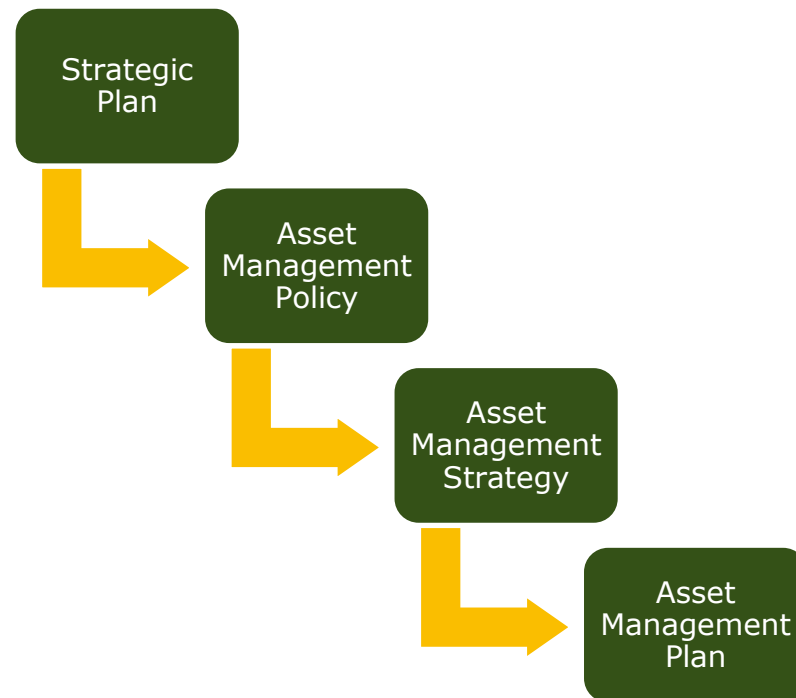 Strategic
Plan
Asset
Management
Policy
Asset
Management
Strategy
Asset
Management
Plan